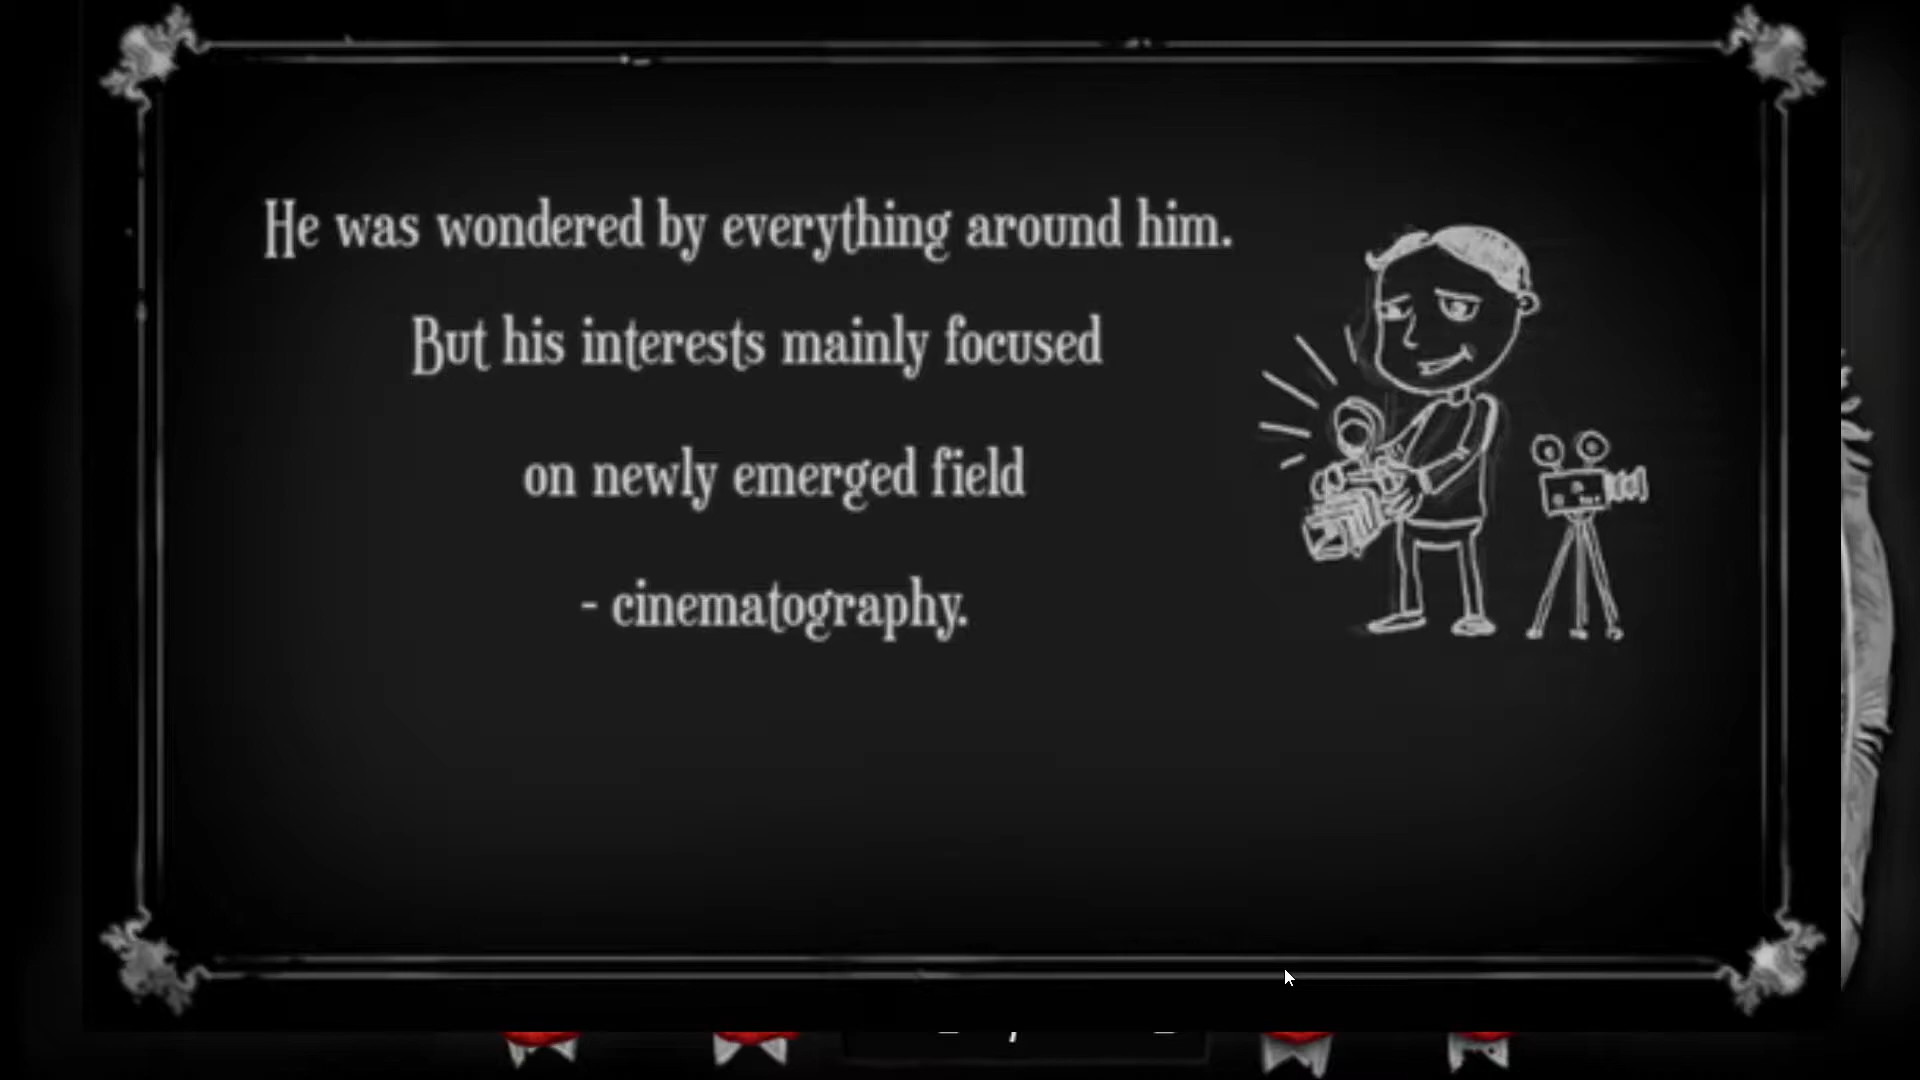 He was wondered by everything around him.
But his interests mainly focused
on newly emerged field
- cinematography.